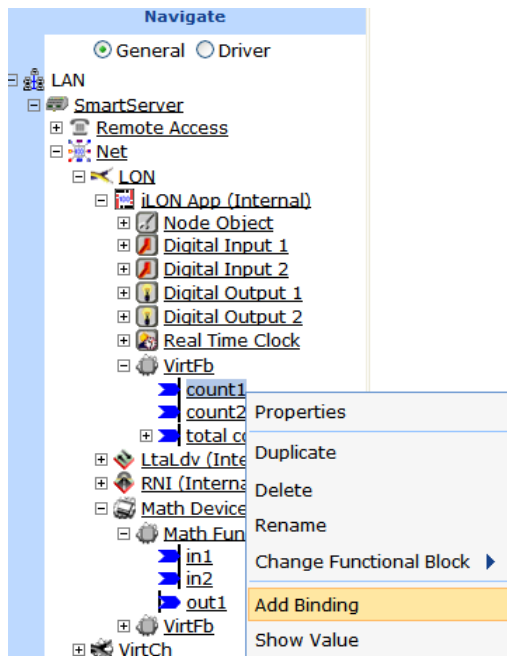 Navigate
General Driver
LAN
SmartServer
Remote Access
Net
LON
iLON App (Internal)
Node Object
Digital Input 1
Digital Input 2
Digital Output 1
Digital Output 2
Real Time Clock
VirtFb
count1
count2
total co
LtaLdv (Inte
RNI (Interna
Math Device
Math Fun
in1
in2
out1
VirtFb
VirtCh
Properties
Duplicate
Delete
Rename
Change Functional Block
Add Binding
Show Value